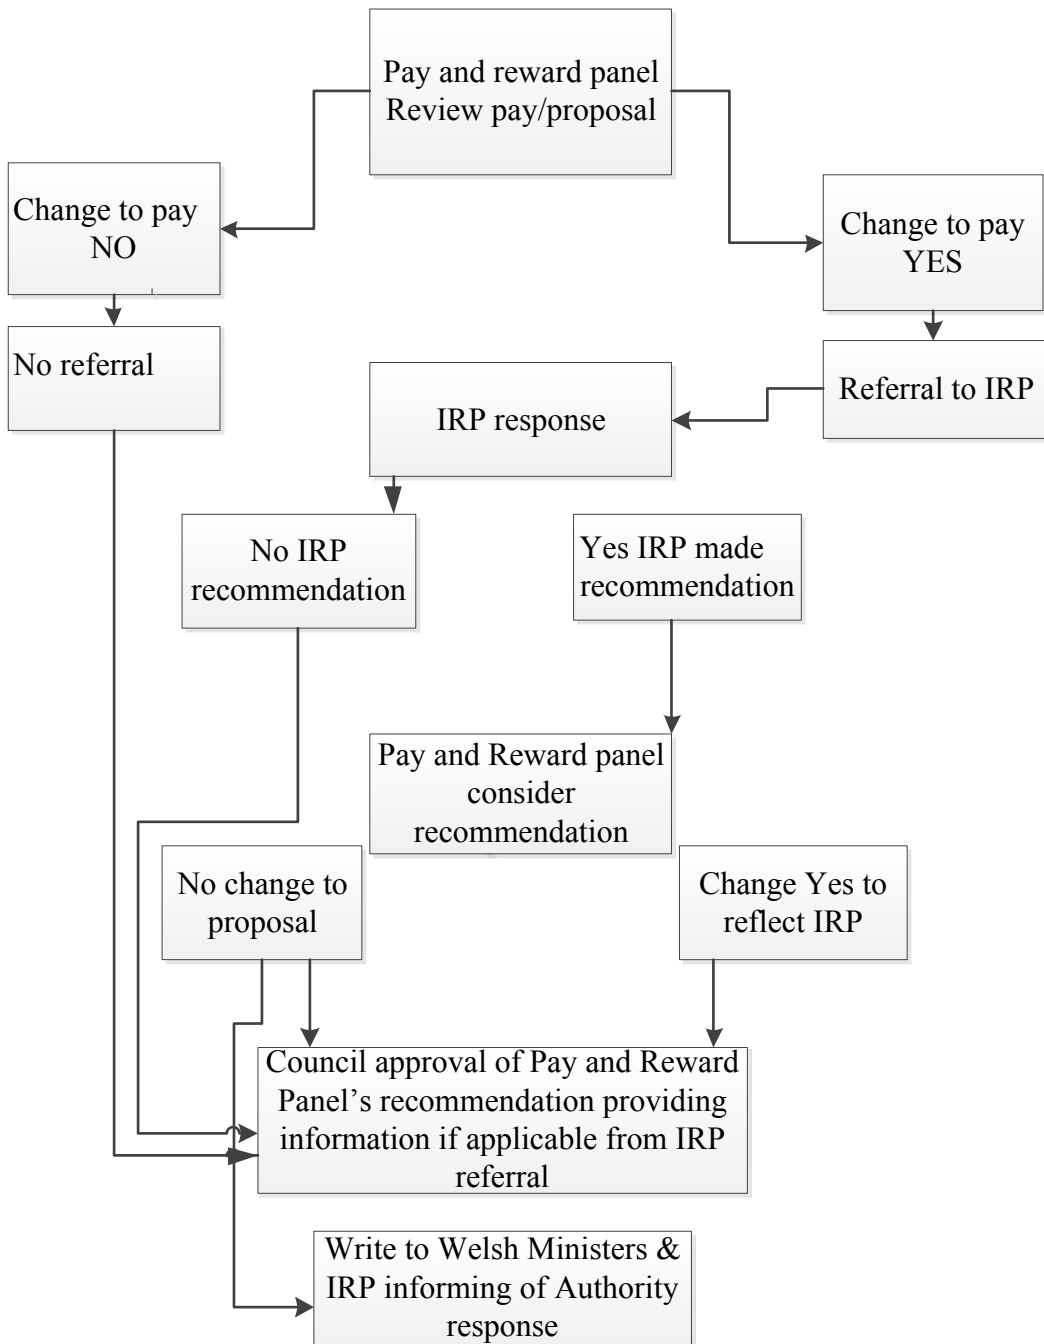 Pay and reward panel
Review pay/proposal
Change to pay
NO
Change to pay
YES
No referral
Referral to IRP
IRP response
No IRP
recommendation
Yes IRP made
recommendation
Pay and Reward panel
consider
recommendation
No change to
proposal
Change Yes to
reflect IRP
Council approval of Pay and Reward
Panel’s recommendation providing
information if applicable from IRP
referral
Write to Welsh Ministers &
IRP informing of Authority
response